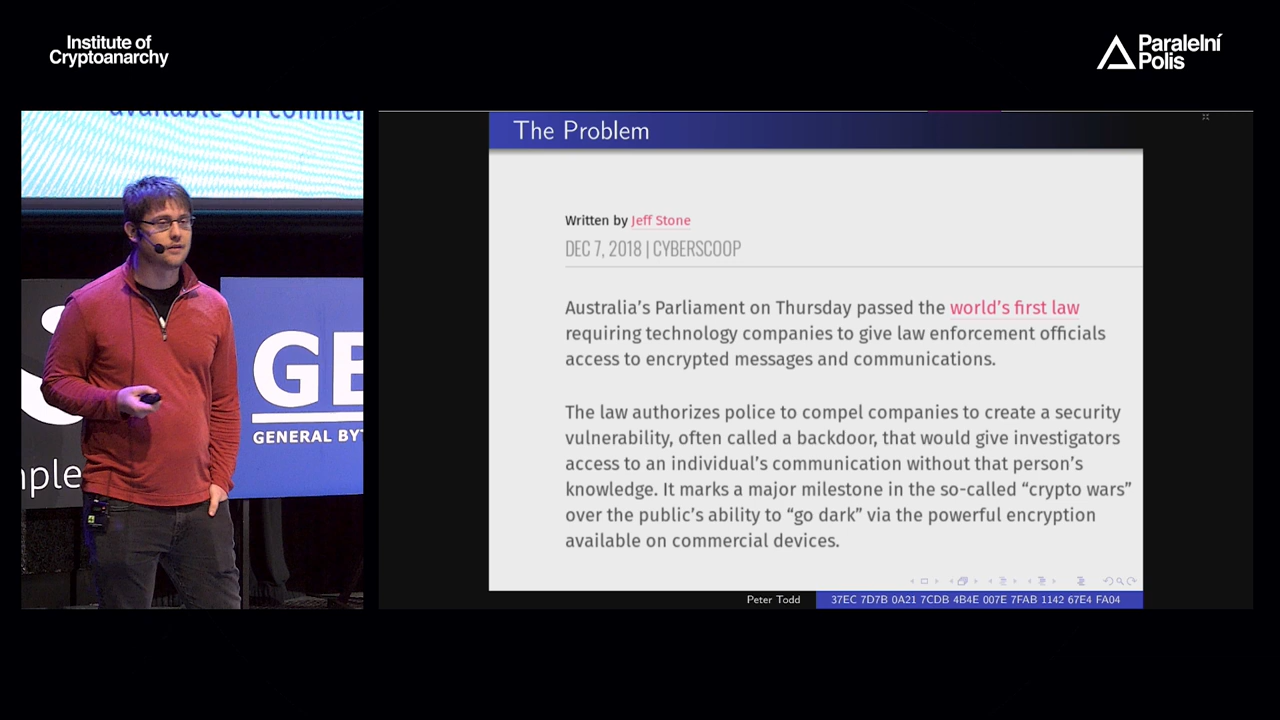 Institute of
Cryptoanarchy
Paralelní
Polis
available on commer
GE
GENERAL BY
mple
The Problem
Written by Jeff Stone
DEC 7, 2018 | CYBERSCOOP
Australia's Parliament on Thursday passed the world's first law
requiring technology companies to give law enforcement officials
access to encrypted messages and communications.
The law authorizes police to compel companies to create a security
vulnerability, often called a backdoor, that would give investigators
access to an individual's communication without that person's
knowledge. It marks a major milestone in the so-called “crypto wars”
over the public's ability to “go dark” via the powerful encryption
available on commercial devices.
Peter Todd
37EC 7D7B 0A21 7CDB 4B4E 007E 7FAB 1142 67E4 FA04